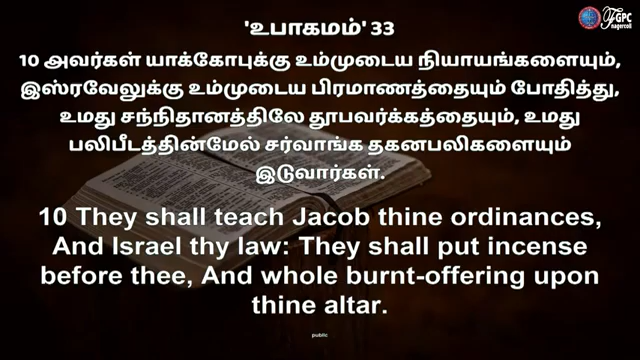 'உபாகமம்' 33
FGPC
nagercoil
10 அவர்கள் யாக்கோபுக்கு உம்முடைய நியாயங்களையும்,
இஸ்ரவேலுக்கு உம்முடைய பிரமாணத்தையும் போதித்து,
உமது சந்நிதானத்திலே தூபவர்க்கத்தையும், உமது
பலிபீடத்தின்மேல் சர்வாங்க தகனபலிகளையும்
இடுவார்கள்.
10 They shall teach Jacob thine ordinances,
And Israel thy law: They shall put incense
before thee, And whole burnt-offering upon
thine altar.
public